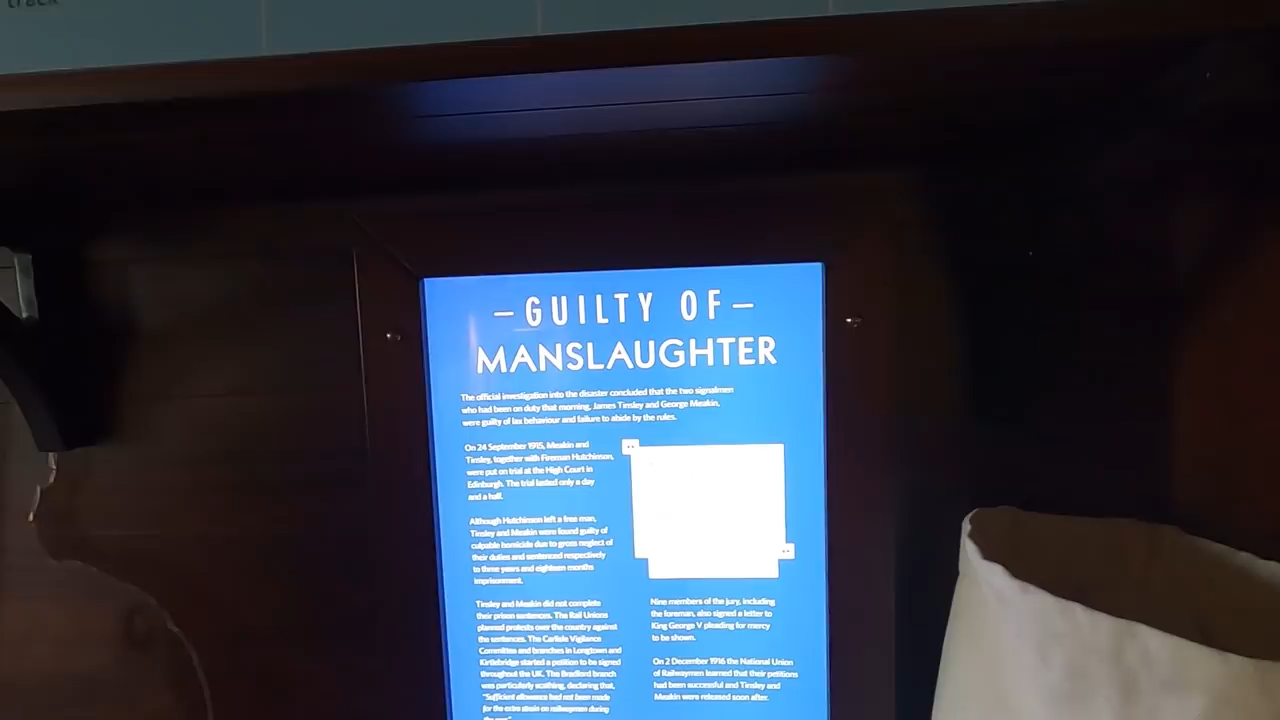 track
–GUILTY OF–
MANSLAUGHTER
The official investigation into the disaster concluded that the two signalmen
who had been on duty that morning, James Tinsley and George Meakin,
were guilty of lax behaviour and failure to abide by the rules.
On 24 September 1915, Meakin and
Tinsley, together with Fireman Hutchinson,
were put on trial at the High Court in
Edinburgh. The trial lasted only a day
and a half.
Although Hutchinson left a free man,
Tinsley and Meakin were found guilty of
culpable homicide due to gross neglect of
their duties and sentenced respectively
to three years and eighteen months
imprisonment.
Tinsley and Meakin did not complete
their prison sentences. The Rail Unions
planned protests over the country against
the sentences. The Carlisle Vigilance
Committee and branches in Longtown and
Kirtlebridge started a petition to be signed
throughout the UK. The Bradford branch
was particularly scathing, declaring that,
"Sufficient allowance had not been made
for the extra strain on railwaymen during
the war."
Nine members of the jury, including
the foreman, also signed a letter to
King George V pleading for mercy
to be shown.
On 2 December 1916 the National Union
of Railwaymen learned that their petitions
had been successful and Tinsley and
Meakin were released soon after.